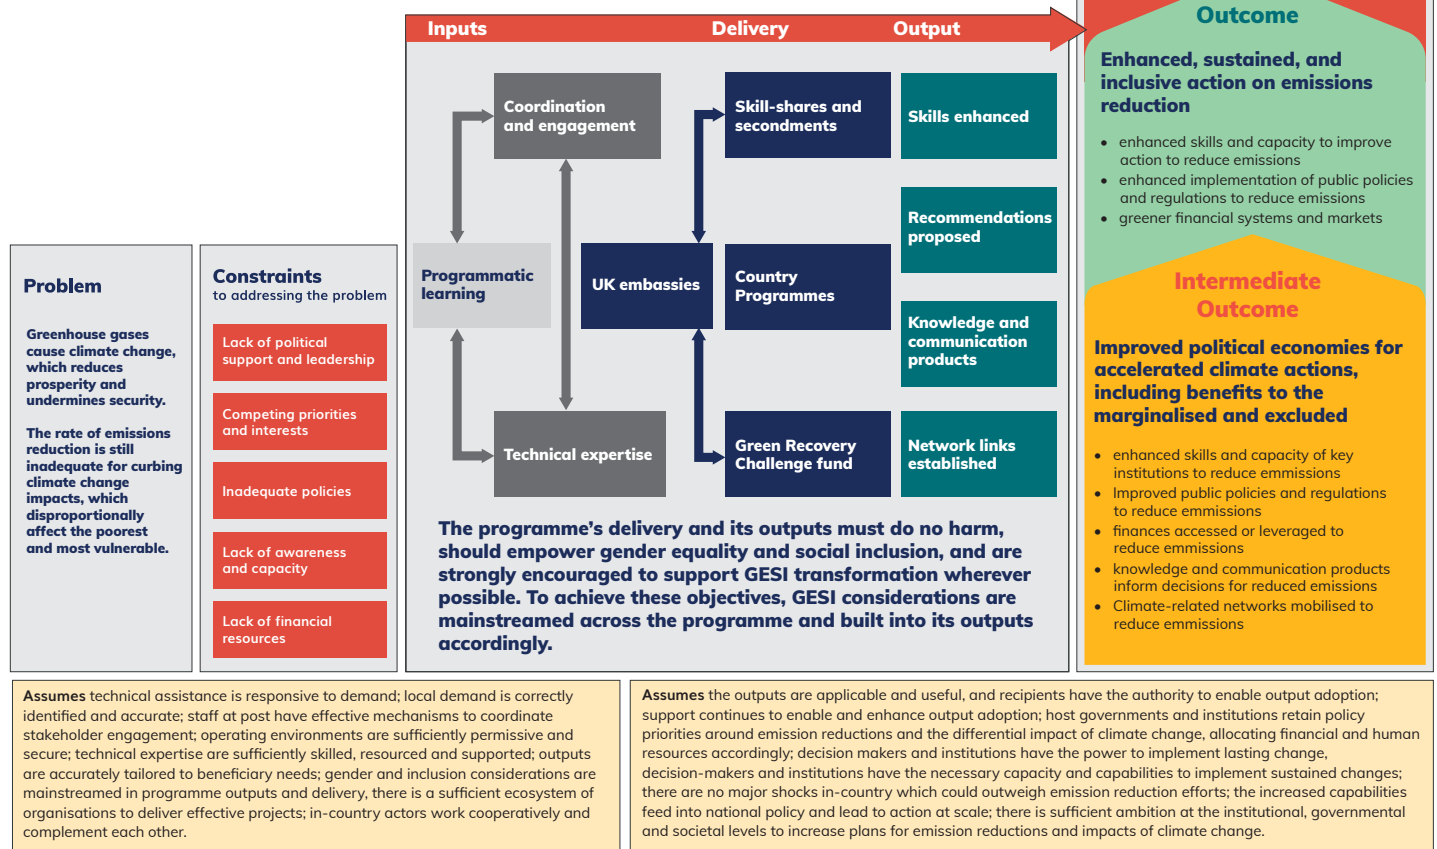 Inputs
Delivery
Output
Outcome
Enhanced, sustained, and
inclusive action on emissions
reduction
• enhanced skills and capacity to improve
action to reduce emissions
• enhanced implementation of public policies
and regulations to reduce emissions
• greener financial systems and markets
Intermediate
Outcome
Improved political economies for
accelerated climate actions,
including benefits to the
marginalised and excluded
• enhanced skills and capacity of key
institutions to reduce emmissions
• Improved public policies and regulations
to reduce emmissions
• finances accessed or leveraged to
reduce emmissions
• knowledge and communication products
inform decisions for reduced emissions
• Climate-related networks mobilised to
reduce emmissions
Coordination
and engagement
Programmatic
learning
Technical expertise
UK embassies
Skill-shares and
secondments
Country
Programmes
Green Recovery
Challenge fund
Skills enhanced
Recommendations
proposed
Knowledge and
communication
products
Network links
established
The programme’s delivery and its outputs must do no harm,
should empower gender equality and social inclusion, and are
strongly encouraged to support GESI transformation wherever
possible. To achieve these objectives, GESI considerations are
mainstreamed across the programme and built into its outputs
accordingly.
Problem
Greenhouse gases
cause climate change,
which reduces
prosperity and
undermines security.
The rate of emissions
reduction is still
inadequate for curbing
climate change
impacts, which
disproportionally
affect the poorest
and most vulnerable.
Constraints
to addressing the problem
Lack of political
support and leadership
Competing priorities
and interests
Inadequate policies
Lack of awareness
and capacity
Lack of financial
resources
Assumes technical assistance is responsive to demand; local demand is correctly
identified and accurate; staff at post have effective mechanisms to coordinate
stakeholder engagement; operating environments are sufficiently permissive and
secure; technical expertise are sufficiently skilled, resourced and supported; outputs
are accurately tailored to beneficiary needs; gender and inclusion considerations are
mainstreamed in programme outputs and delivery, there is a sufficient ecosystem of
organisations to deliver effective projects; in-country actors work cooperatively and
complement each other.
Assumes the outputs are applicable and useful, and recipients have the authority to enable output adoption;
support continues to enable and enhance output adoption; host governments and institutions retain policy
priorities around emission reductions and the differential impact of climate change, allocating financial and human
resources accordingly; decision makers and institutions have the power to implement lasting change,
decision-makers and institutions have the necessary capacity and capabilities to implement sustained changes;
there are no major shocks in-country which could outweigh emission reduction efforts; the increased capabilities
feed into national policy and lead to action at scale; there is sufficient ambition at the institutional, governmental
and societal levels to increase plans for emission reductions and impacts of climate change.